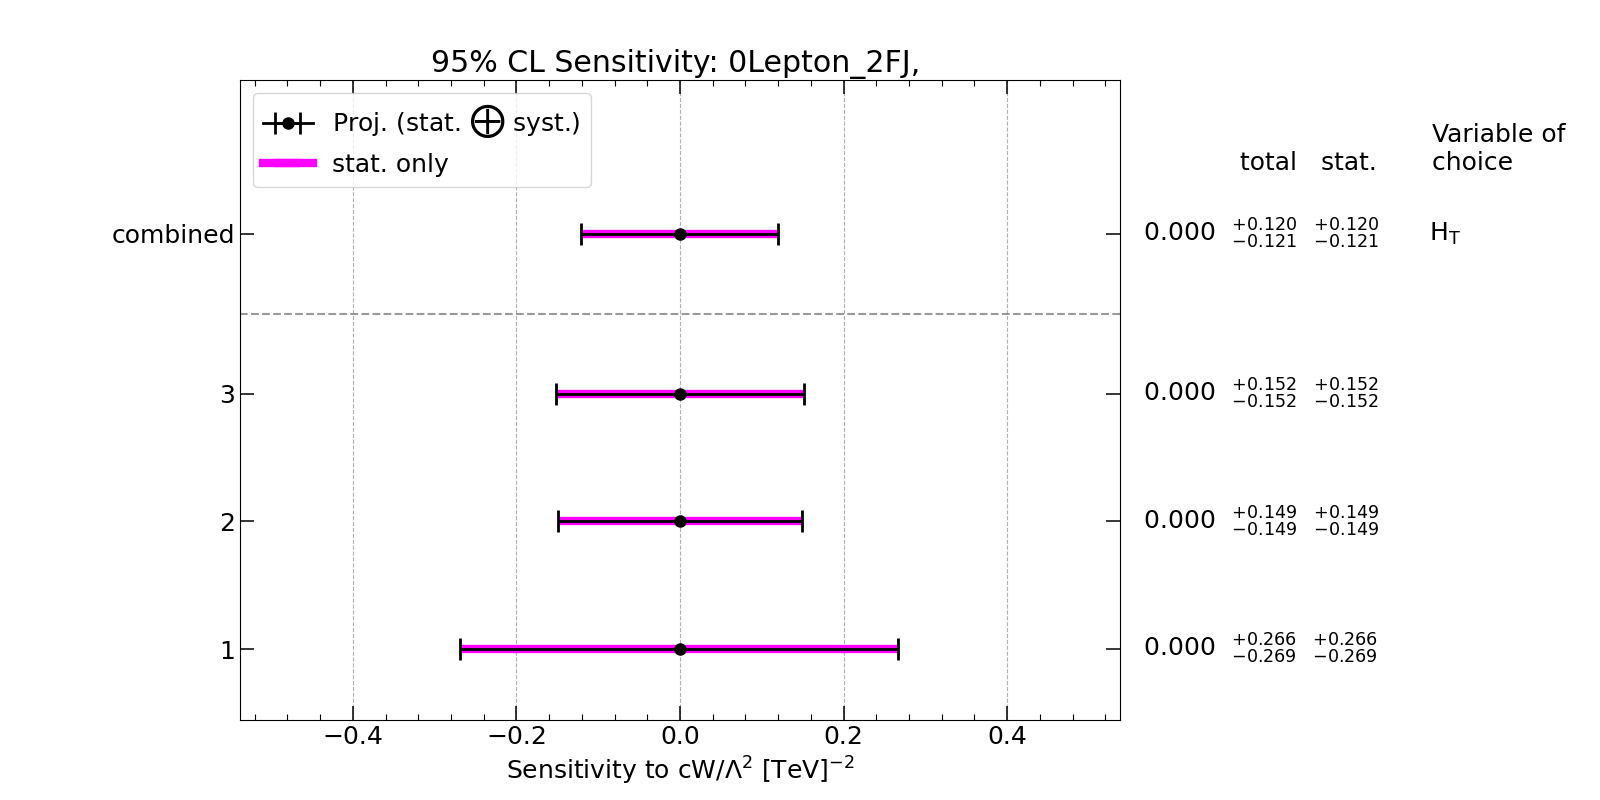 95% CL Sensitivity: 0Lepton_2FJ,
Proj. (stat. ⊕ syst.)
stat. only
total stat. Variable of choice
combined 0.000 +0.120 −0.121 +0.120 −0.121 H_T
3 0.000 +0.152 −0.152 +0.152 −0.152
2 0.000 +0.149 −0.149 +0.149 −0.149
1 0.000 +0.266 −0.269 +0.266 −0.269
−0.4 −0.2 0.0 0.2 0.4
Sensitivity to cW/Λ² [TeV]⁻²